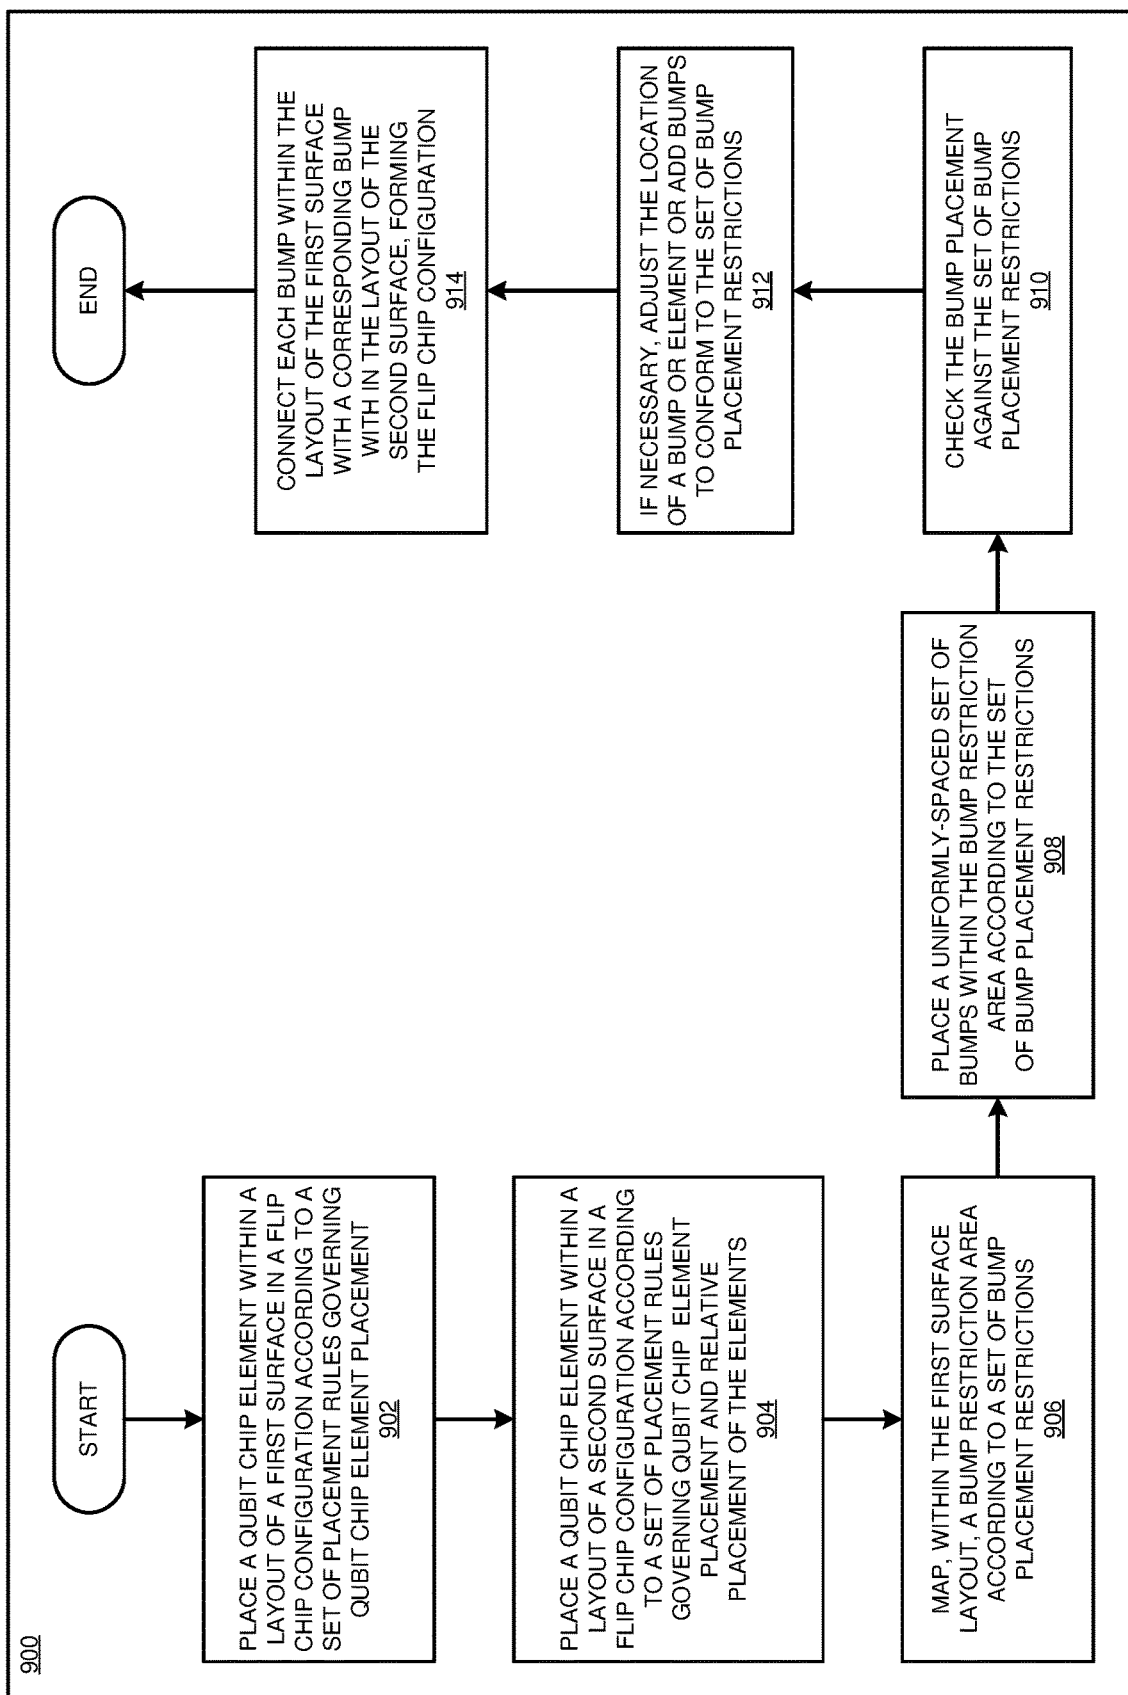 900
START
PLACE A QUBIT CHIP ELEMENT WITHIN A
LAYOUT OF A FIRST SURFACE IN A FLIP
CHIP CONFIGURATION ACCORDING TO A
SET OF PLACEMENT RULES GOVERNING
QUBIT CHIP ELEMENT PLACEMENT
902
PLACE A QUBIT CHIP ELEMENT WITHIN A
LAYOUT OF A SECOND SURFACE IN A
FLIP CHIP CONFIGURATION ACCORDING
TO A SET OF PLACEMENT RULES
GOVERNING QUBIT CHIP ELEMENT
PLACEMENT AND RELATIVE
PLACEMENT OF THE ELEMENTS
904
MAP, WITHIN THE FIRST SURFACE
LAYOUT, A BUMP RESTRICTION AREA
ACCORDING TO A SET OF BUMP
PLACEMENT RESTRICTIONS
906
PLACE A UNIFORMLY-SPACED SET OF
BUMPS WITHIN THE BUMP RESTRICTION
AREA ACCORDING TO THE SET
OF BUMP PLACEMENT RESTRICTIONS
908
CHECK THE BUMP PLACEMENT
AGAINST THE SET OF BUMP
PLACEMENT RESTRICTIONS
910
IF NECESSARY, ADJUST THE LOCATION
OF A BUMP OR ELEMENT OR ADD BUMPS
TO CONFORM TO THE SET OF BUMP
PLACEMENT RESTRICTIONS
912
CONNECT EACH BUMP WITHIN THE
LAYOUT OF THE FIRST SURFACE
WITH A CORRESPONDING BUMP
WITH IN THE LAYOUT OF THE
SECOND SURFACE, FORMING
THE FLIP CHIP CONFIGURATION
914
END